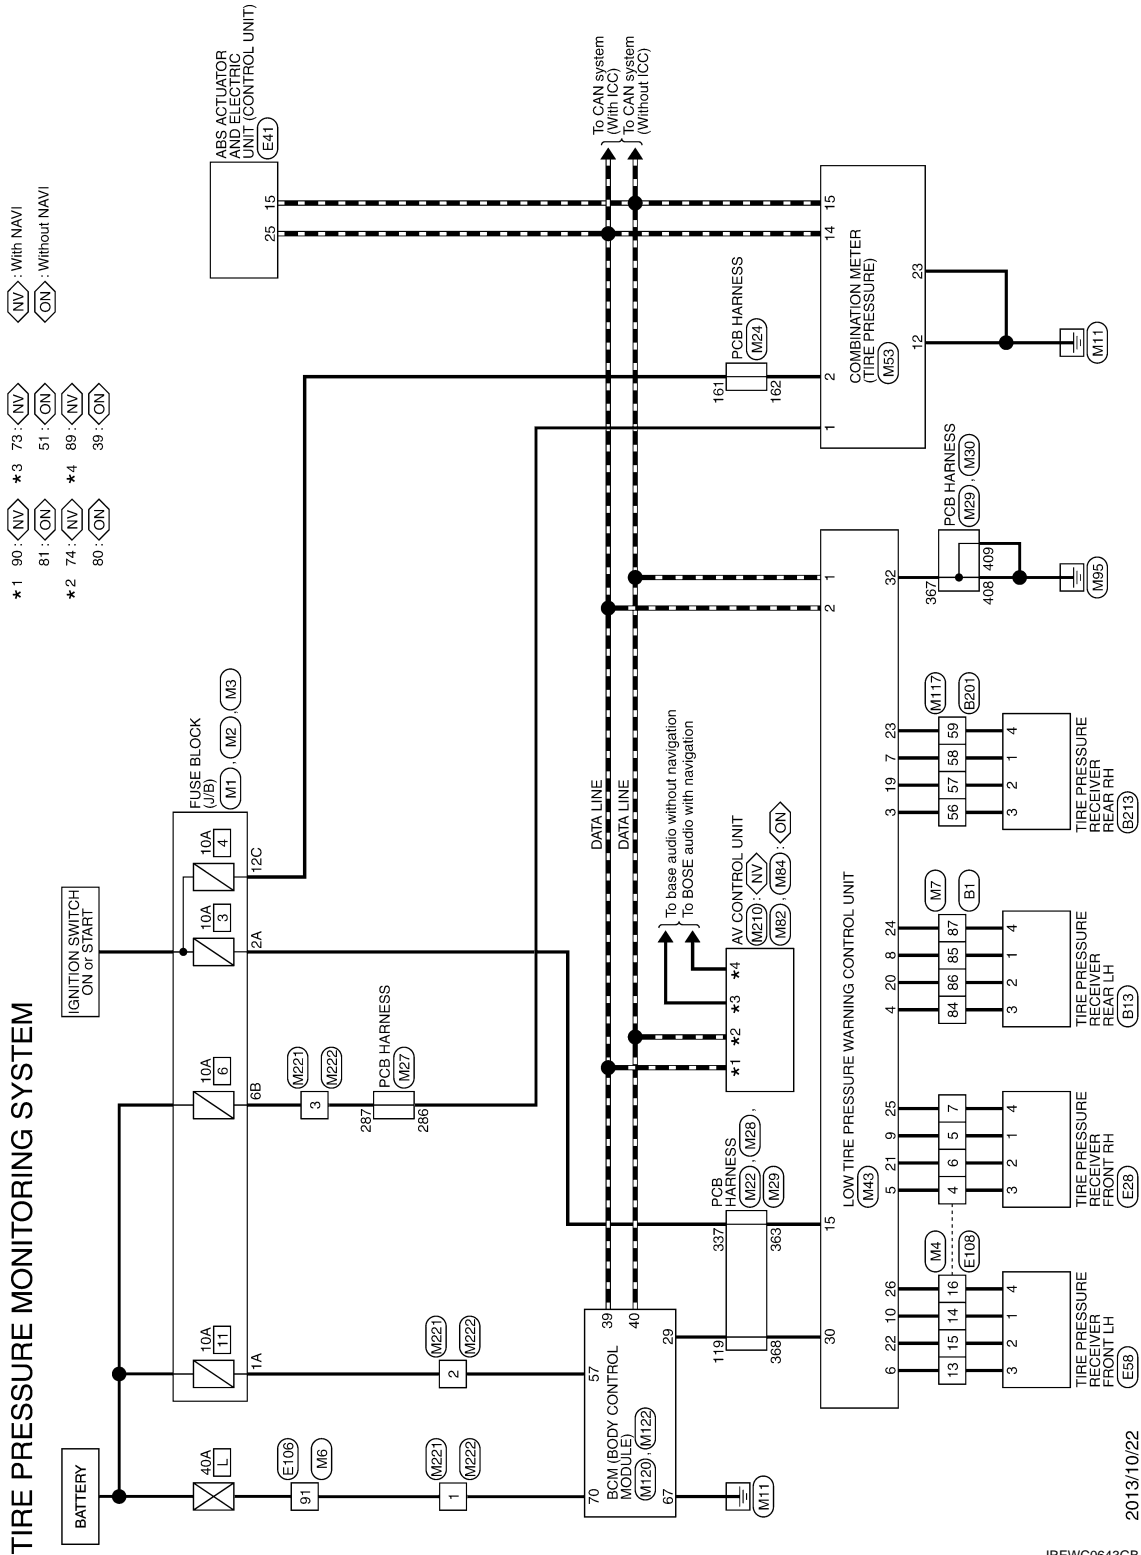 TIRE PRESSURE MONITORING SYSTEM
*1 90 : NV
81 : ON
*2 74 : NV
80 : ON
*3 73 : NV
51 : ON
*4 89 : NV
39 : ON
NV : With NAVI
ON : Without NAVI
BATTERY
IGNITION SWITCH
ON or START
40A
L
10A
11
10A
6
10A
3
10A
4
FUSE BLOCK
(J/B)
M1 , M2 , M3
1A
6B
2A
12C
ABS ACTUATOR
AND ELECTRIC
UNIT (CONTROL UNIT)
E41
25
15
E106
M6
91
M221
M222
1
M221
M222
2
M221
M222
3
PCB HARNESS
M27
287
286
70
57
39
40
BCM (BODY CONTROL
MODULE)
M120 , M122
67
29
M11
DATA LINE
DATA LINE
To CAN system
(With ICC)
To CAN system
(Without ICC)
To base audio without navigation
To BOSE audio with navigation
AV CONTROL UNIT
M210 : NV
M82 , M84 : ON
*1
*2
*3
*4
PCB
HARNESS
M22 , M28 ,
M29
119
368
337
363
PCB HARNESS
M24
161
162
30
15
2
1
LOW TIRE PRESSURE WARNING CONTROL UNIT
M43
1
2
14
15
COMBINATION METER
(TIRE PRESSURE)
M53
12
23
M11
6
22
10
26
5
21
9
25
4
20
8
24
3
19
7
23
32
M4
E108
13
15
14
16
4
6
5
7
M7
B1
84
86
85
87
M117
B201
56
57
58
59
PCB HARNESS
M29 , M30
367
408
409
M95
3
2
1
4
3
2
1
4
3
2
1
4
3
2
1
4
TIRE PRESSURE
RECEIVER
FRONT LH
E58
TIRE PRESSURE
RECEIVER
FRONT RH
E28
TIRE PRESSURE
RECEIVER
REAR LH
B13
TIRE PRESSURE
RECEIVER
REAR RH
B213
2013/10/22